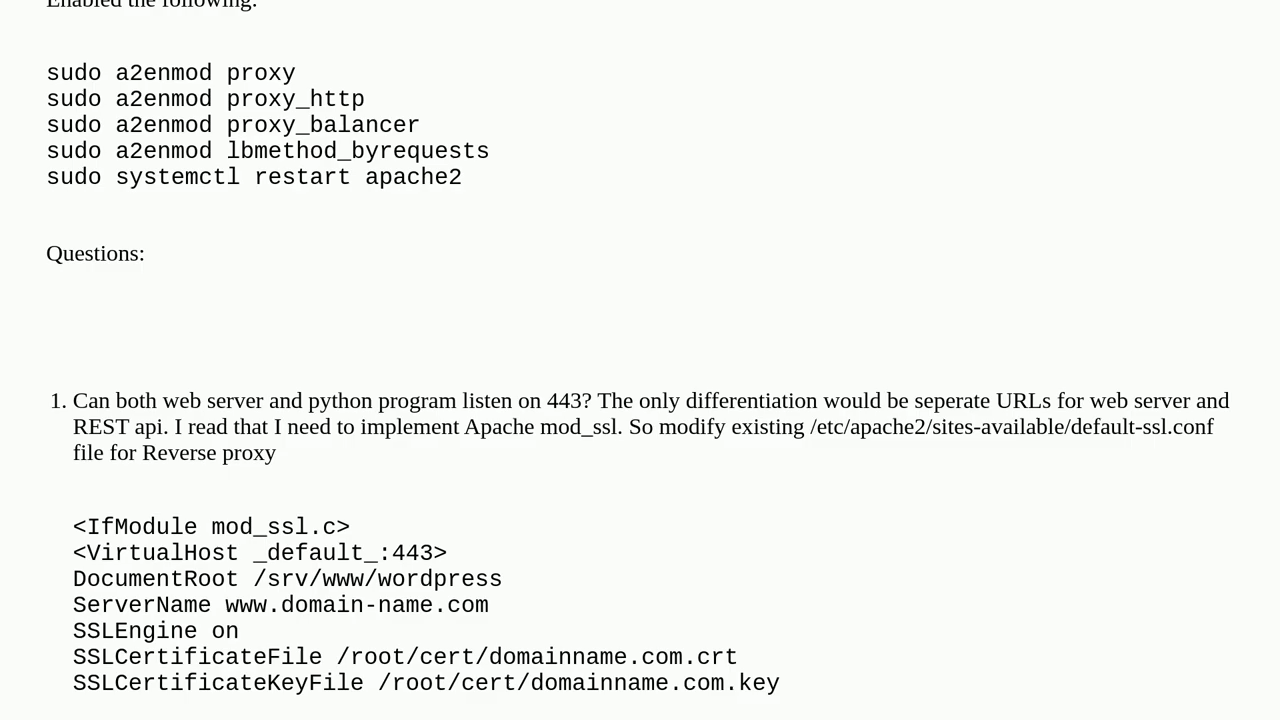 Enabled the following:
sudo a2enmod proxy
sudo a2enmod proxy_http
sudo a2enmod proxy_balancer
sudo a2enmod lbmethod_byrequests
sudo systemctl restart apache2
Questions:
1. Can both web server and python program listen on 443? The only differentiation would be seperate URLs for web server and
REST api. I read that I need to implement Apache mod_ssl. So modify existing /etc/apache2/sites-available/default-ssl.conf
file for Reverse proxy
<IfModule mod_ssl.c>
<VirtualHost _default_:443>
DocumentRoot /srv/www/wordpress
ServerName www.domain-name.com
SSLEngine on
SSLCertificateFile /root/cert/domainname.com.crt
SSLCertificateKeyFile /root/cert/domainname.com.key